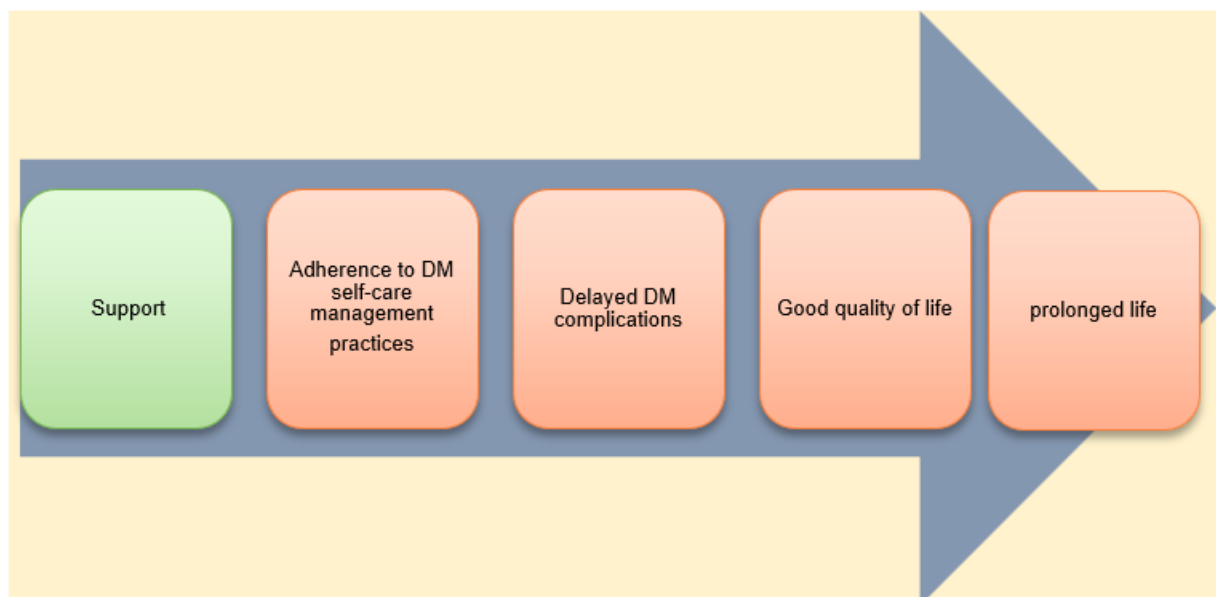 Support
Adherence to DM
self-care
management
practices
Delayed DM
complications
Good quality of life
prolonged life